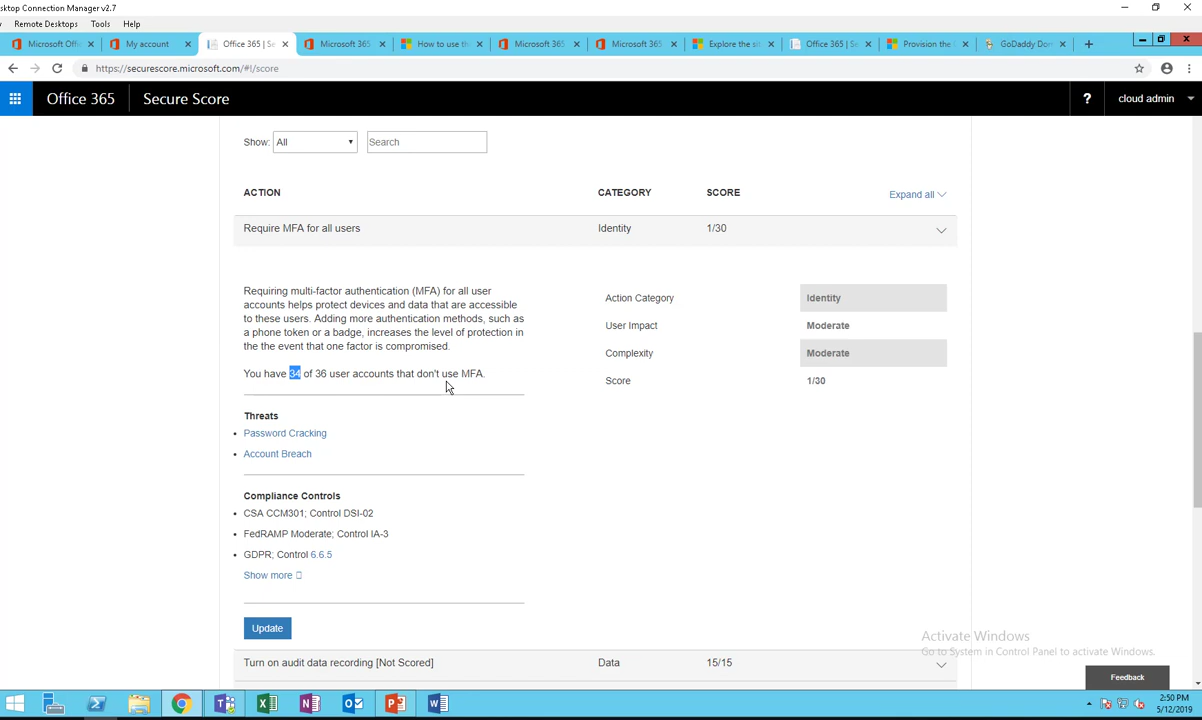 sktop Connection Manager v2.7
Remote Desktops Tools Help
Microsoft Offi
My account
Office 365 | Se
Microsoft 365
How to use th
Microsoft 365
Microsoft 365
Explore the sit
Office 365 | Se
Provision the l
GoDaddy Dom
https://securescore.microsoft.com/#!/score
Office 365 Secure Score ? cloud admin
Show: All Search
ACTION CATEGORY SCORE Expand all
Require MFA for all users Identity 1/30
Requiring multi-factor authentication (MFA) for all user
accounts helps protect devices and data that are accessible
to these users. Adding more authentication methods, such as
a phone token or a badge, increases the level of protection in
the the event that one factor is compromised.
You have 34 of 36 user accounts that don't use MFA.
Action Category Identity
User Impact Moderate
Complexity Moderate
Score 1/30
Threats
• Password Cracking
• Account Breach
Compliance Controls
• CSA CCM301; Control DSI-02
• FedRAMP Moderate; Control IA-3
• GDPR; Control 6.6.5
Show more
Update
Activate Windows
Go to System in Control Panel to activate Windows.
Turn on audit data recording [Not Scored] Data 15/15
Feedback
2:50 PM
5/12/2019